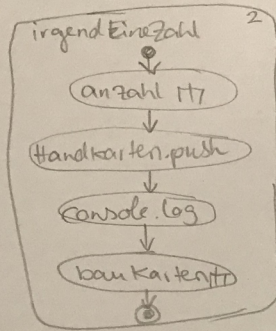 irgendEineZahl
2
anzahl ++
Handkarten.push
console.log
baukarten++